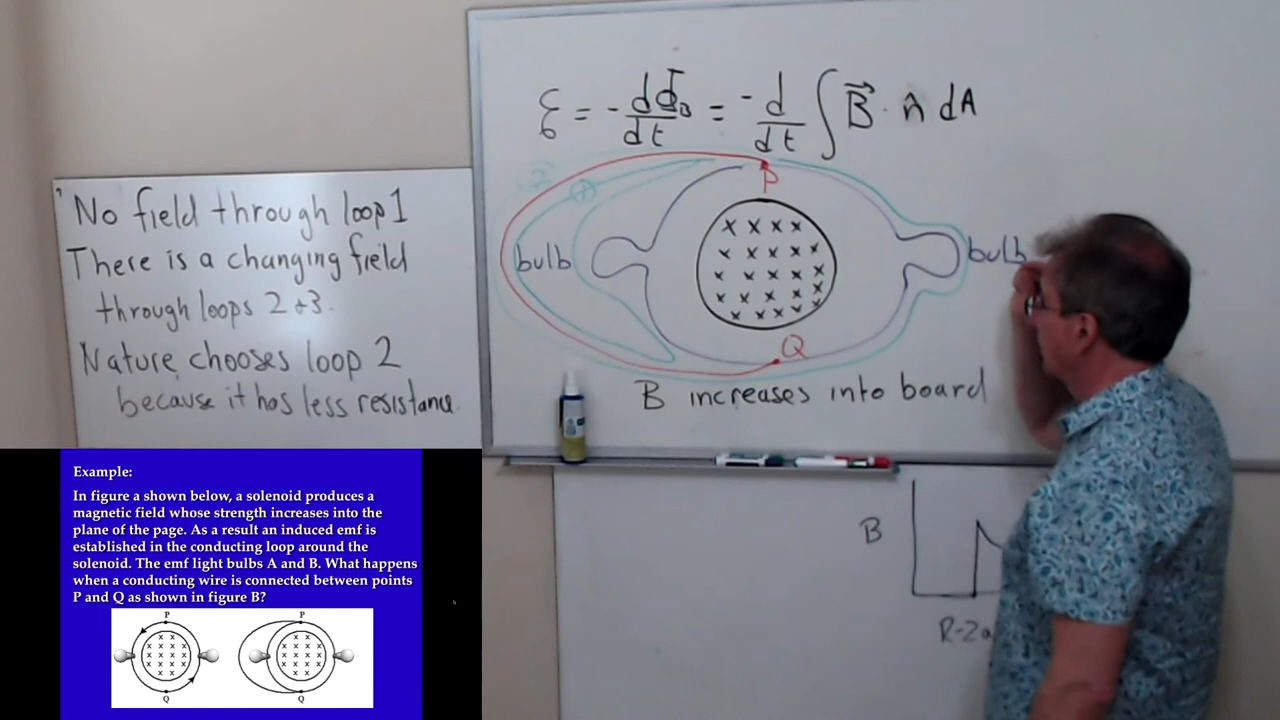 ℰ = - dΦB/dt = - d/dt ∫ B⃗ · n̂ dA
No field through loop 1
There is a changing field
through loops 2+3.
Nature chooses loop 2
because it has less resistance.
2
1
P
x x x x
x x x x
x x x x x
x x x x x
x x x x x
bulb
bulb
Q
B increases into board
B
R-2a
Example:
In figure a shown below, a solenoid produces a
magnetic field whose strength increases into the
plane of the page. As a result an induced emf is
established in the conducting loop around the
solenoid. The emf light bulbs A and B. What happens
when a conducting wire is connected between points
P and Q as shown in figure B?
P P
x x x x
x x x x x x x x
x x x x x x x x
x x x x x x x x
x x x x
Q Q